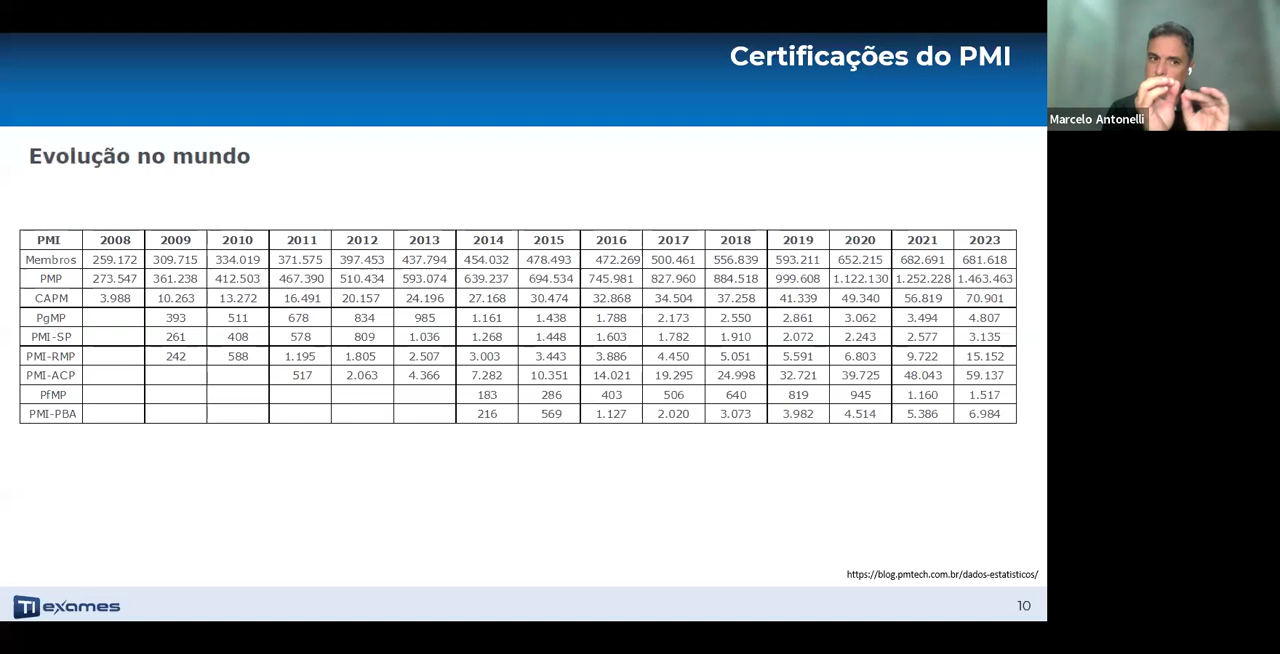 Certificações do PMI
Marcelo Antonelli
Evolução no mundo
PMI 2008 2009 2010 2011 2012 2013 2014 2015 2016 2017 2018 2019 2020 2021 2023
Membros 259.172 309.715 334.019 371.575 397.453 437.794 454.032 478.493 472.269 500.461 556.839 593.211 652.215 682.691 681.618
PMP 273.547 361.238 412.503 467.390 510.434 593.074 639.237 694.534 745.981 827.960 884.518 999.608 1.122.130 1.252.228 1.463.463
CAPM 3.988 10.263 13.272 16.491 20.157 24.196 27.168 30.474 32.868 34.504 37.258 41.339 49.340 56.819 70.901
PgMP 393 511 678 834 985 1.161 1.438 1.788 2.173 2.550 2.861 3.062 3.494 4.807
PMI-SP 261 408 578 809 1.036 1.268 1.448 1.603 1.782 1.910 2.072 2.243 2.577 3.135
PMI-RMP 242 588 1.195 1.805 2.507 3.003 3.443 3.886 4.450 5.051 5.591 6.803 9.722 15.152
PMI-ACP 517 2.063 4.366 7.282 10.351 14.021 19.295 24.998 32.721 39.725 48.043 59.137
PfMP 183 286 403 506 640 819 945 1.160 1.517
PMI-PBA 216 569 1.127 2.020 3.073 3.982 4.514 5.386 6.984
https://blog.pmtech.com.br/dados-estatisticos/
TI exames
10